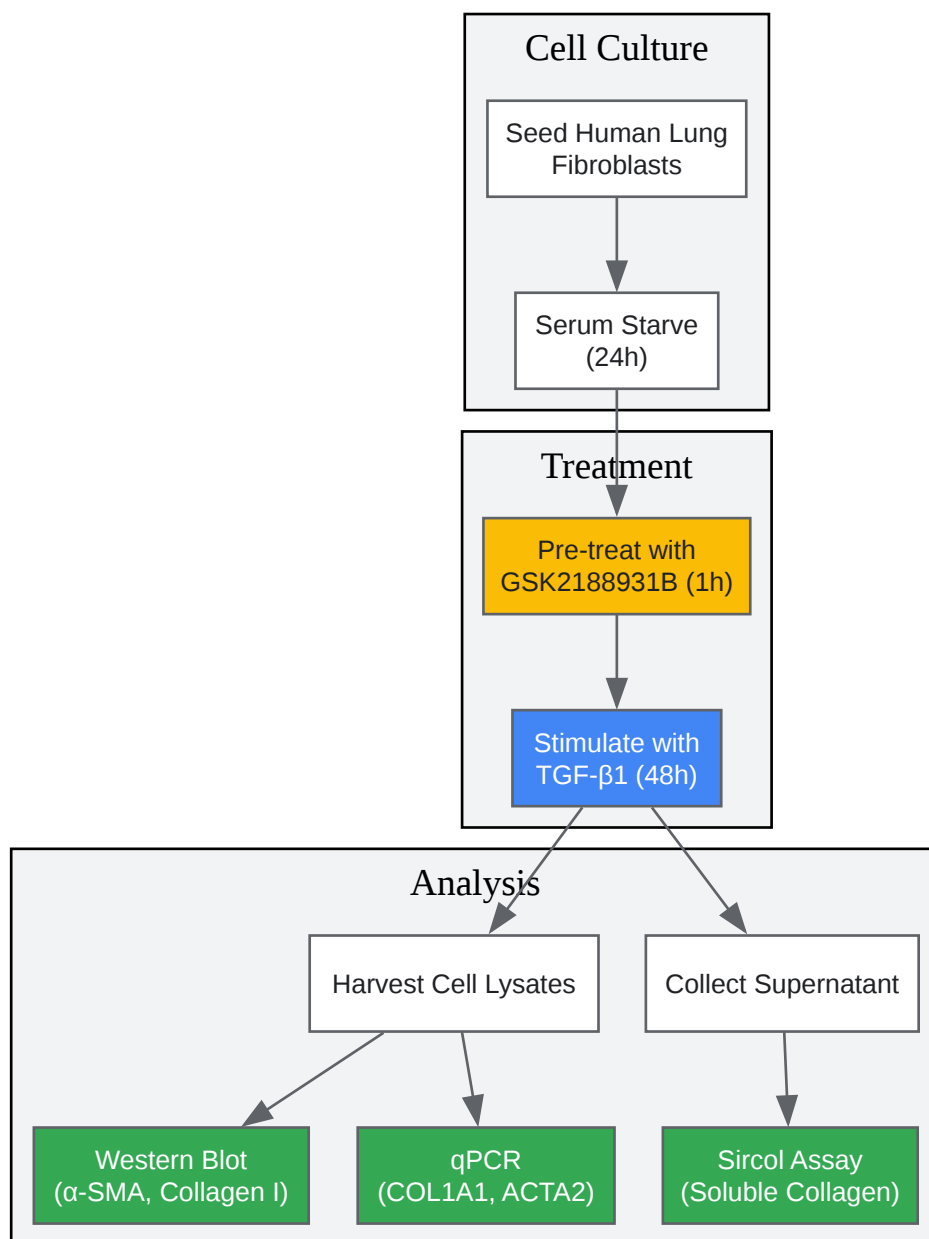 Cell Culture
Seed Human Lung
Fibroblasts
Serum Starve
(24h)
Treatment
Pre-treat with
GSK2188931B (1h)
Stimulate with
TGF-β1 (48h)
Analysis
Harvest Cell Lysates
Collect Supernatant
Western Blot
(α-SMA, Collagen I)
qPCR
(COL1A1, ACTA2)
Sircol Assay
(Soluble Collagen)